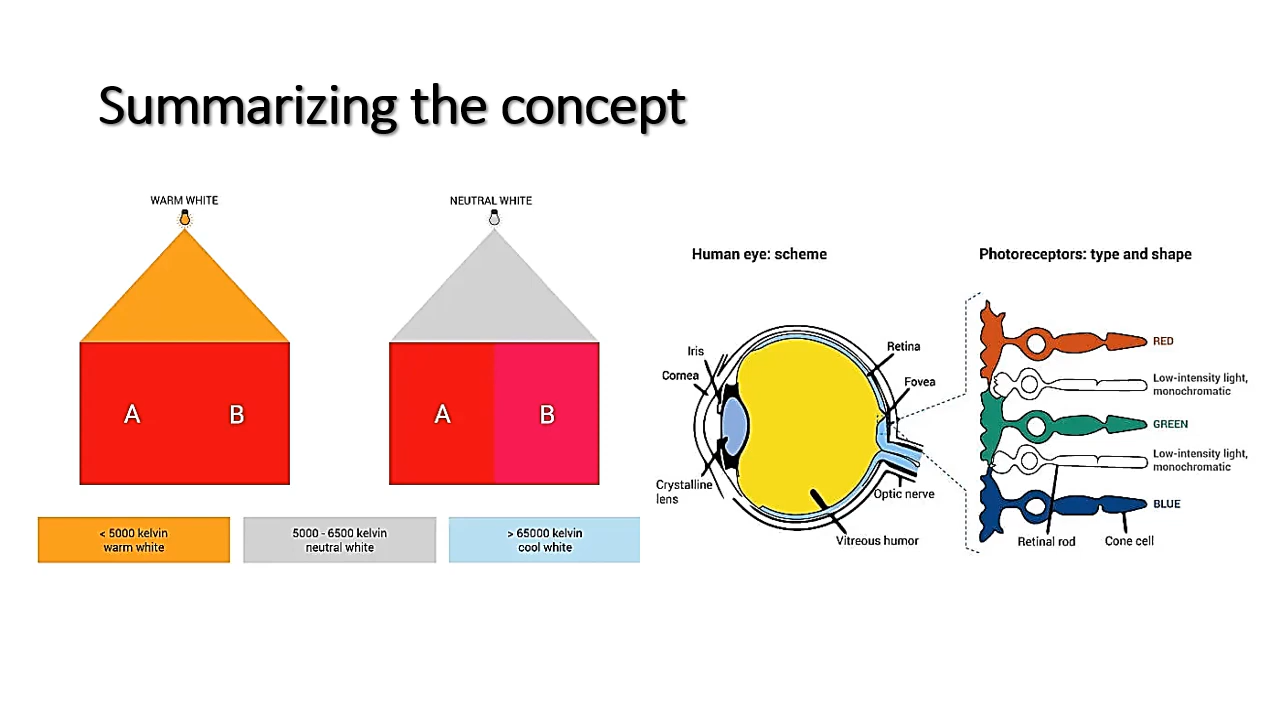 Summarizing the concept
WARM WHITE
NEUTRAL WHITE
A
B
A
B
< 5000 kelvin
warm white
5000 - 6500 kelvin
neutral white
> 65000 kelvin
cool white
Human eye: scheme
Iris
Cornea
Retina
Fovea
Crystalline
lens
Optic nerve
Vitreous humor
Photoreceptors: type and shape
RED
Low-intensity light,
monochromatic
GREEN
Low-intensity light,
monochromatic
BLUE
Retinal rod
Cone cell